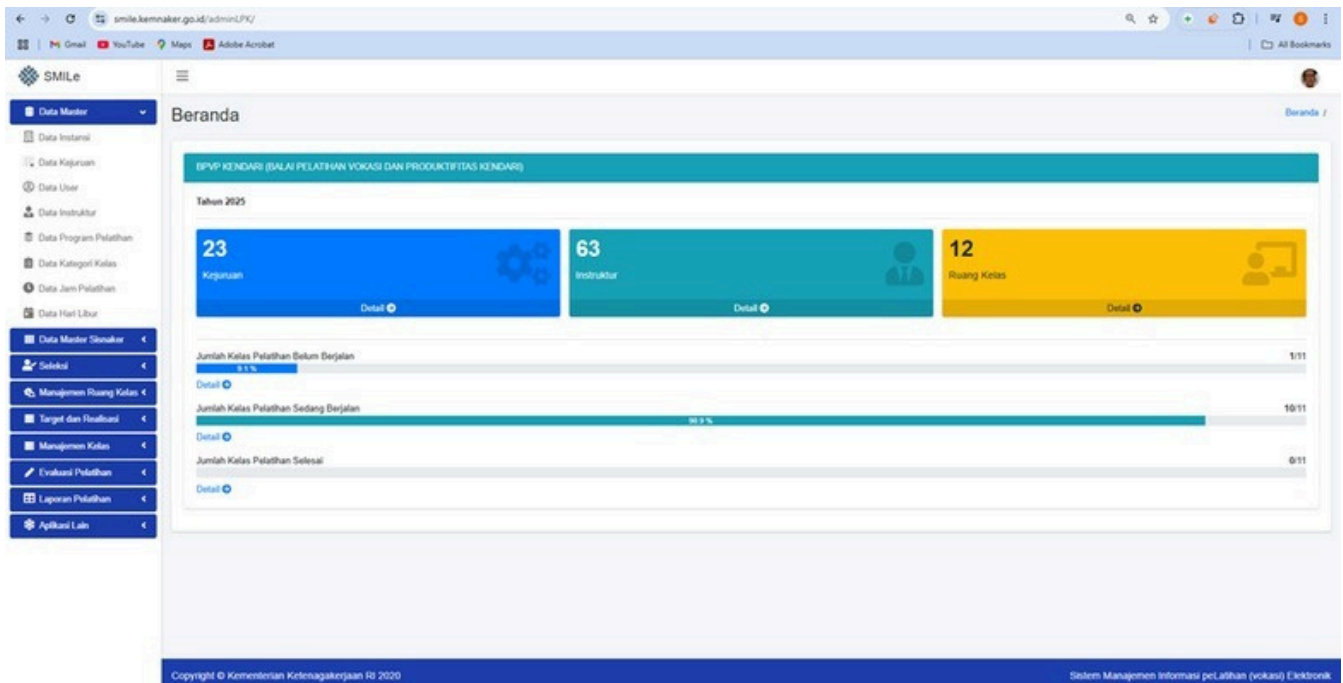 smile.kemnaker.go.id/adminLPK/
Gmail YouTube Maps Adobe Acrobat All Bookmarks
SMILe
Data Master
Data Instansi
Data Kejuruan
Data User
Data Instruktur
Data Program Pelatihan
Data Kategori Kelas
Data Jam Pelatihan
Data Hari Libur
Data Master Sisnaker
Seleksi
Manajemen Ruang Kelas
Target dan Realisasi
Manajemen Kelas
Evaluasi Pelatihan
Laporan Pelatihan
Aplikasi Lain
Beranda
Beranda /
BPVP KENDARI (BALAI PELATIHAN VOKASI DAN PRODUKTIFITAS KENDARI)
Tahun 2025
23
Kejuruan
Detail
63
Instruktur
Detail
12
Ruang Kelas
Detail
Jumlah Kelas Pelatihan Belum Berjalan 1/11
9.1 %
Detail
Jumlah Kelas Pelatihan Sedang Berjalan 10/11
90.9 %
Detail
Jumlah Kelas Pelatihan Selesai 0/11
Detail
Copyright © Kementerian Ketenagakerjaan RI 2020
Sistem Manajemen Informasi peLatihan (vokasi) Elektronik